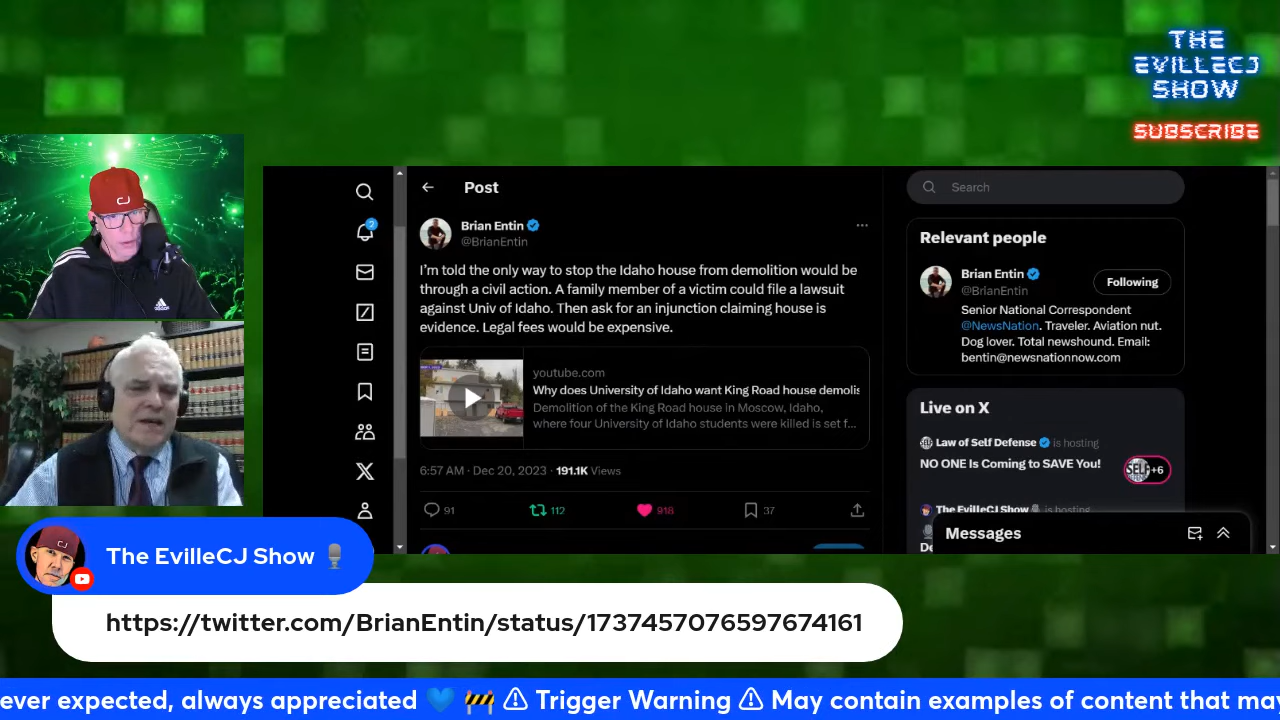 THE
EVILLECJ
SHOW
SUBSCRIBE
CJ
adidas
2
Post
Brian Entin
@BrianEntin
I'm told the only way to stop the Idaho house from demolition would be
through a civil action. A family member of a victim could file a lawsuit
against Univ of Idaho. Then ask for an injunction claiming house is
evidence. Legal fees would be expensive.
youtube.com
Why does University of Idaho want King Road house demolis
Demolition of the King Road house in Moscow, Idaho,
where four University of Idaho students were killed is set f...
6:57 AM · Dec 20, 2023 · 191.1K Views
91
112
918
37
Search
Relevant people
Brian Entin
@BrianEntin
Following
Senior National Correspondent
@NewsNation. Traveler. Aviation nut.
Dog lover. Total newshound. Email:
bentin@newsnationnow.com
Live on X
Law of Self Defense is hosting
NO ONE Is Coming to SAVE You!
SELF
+6
The EvilleCJ Show is hosting
De
Messages
The EvilleCJ Show
https://twitter.com/BrianEntin/status/1737457076597674161
ever expected, always appreciated 💙 🚧 ⚠ Trigger Warning ⚠ May contain examples of content that may